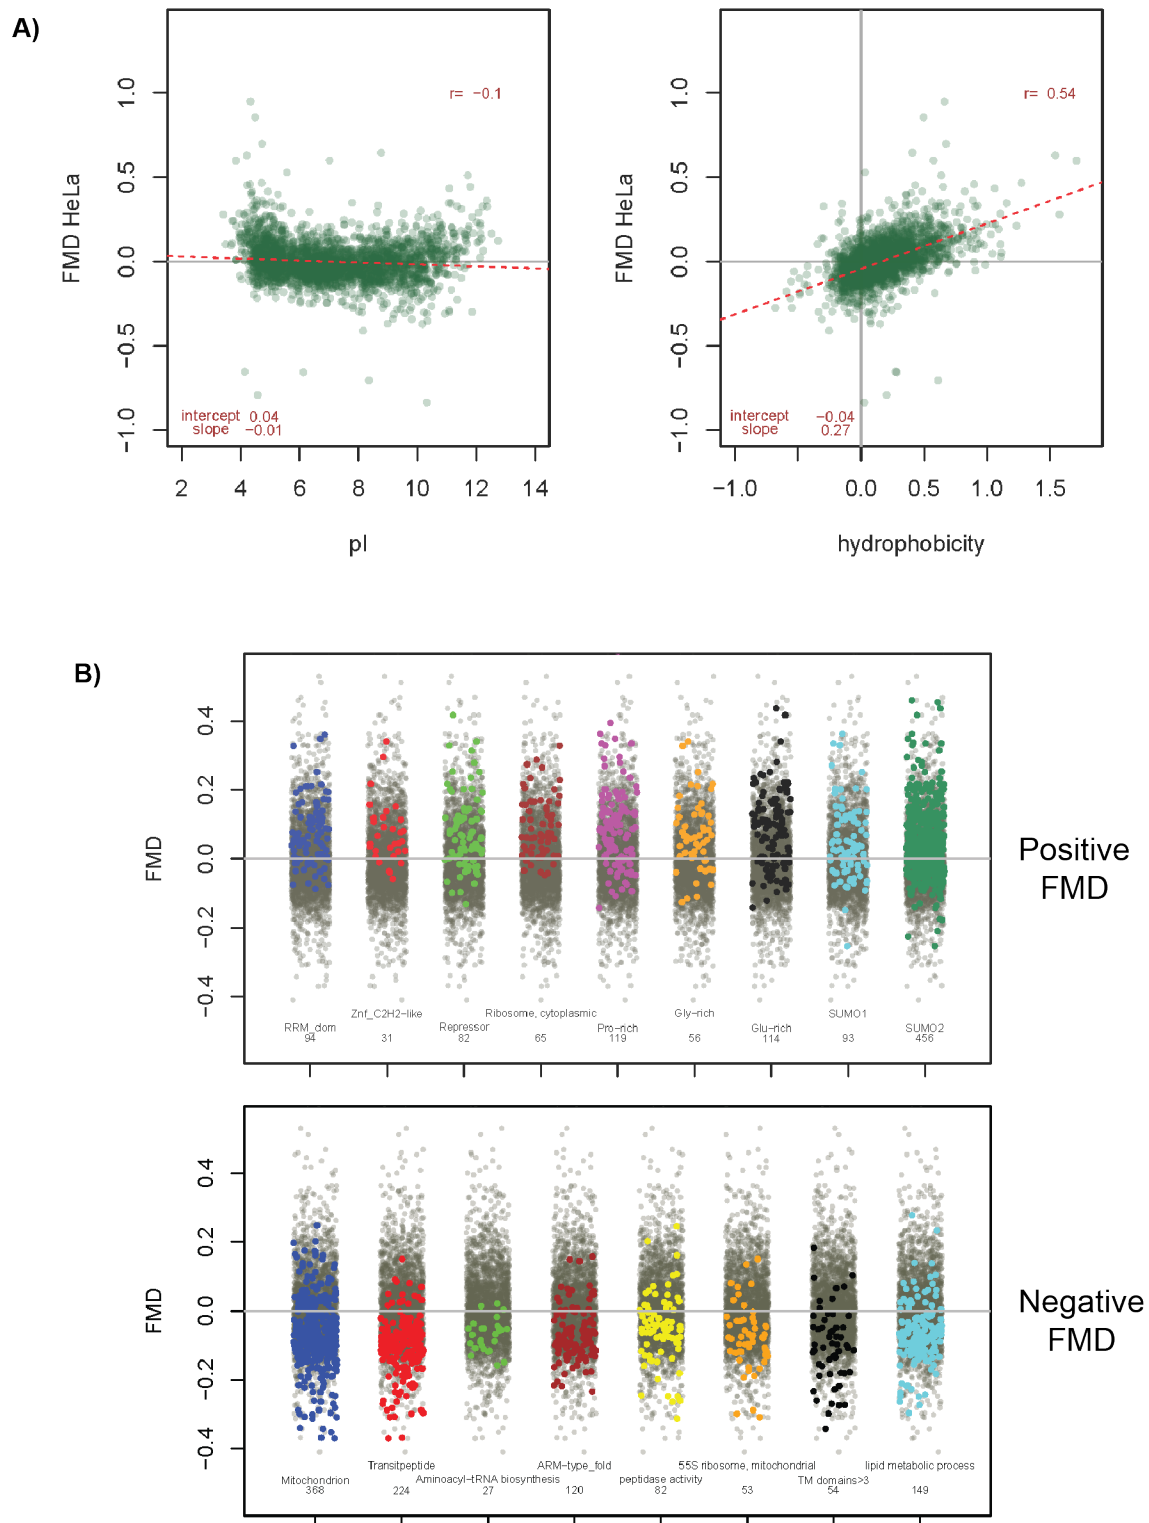 A)
FMD HeLa
1.0
0.5
0.0
−0.5
−1.0
r= −0.1
intercept 0.04
slope −0.01
2 4 6 8 10 12 14
pI
FMD HeLa
1.0
0.5
0.0
−0.5
−1.0
r= 0.54
intercept −0.04
slope 0.27
−1.0 0.0 0.5 1.0 1.5
hydrophobicity
B)
FMD
0.4
0.2
0.0
−0.2
−0.4
RRM_dom
94
Znf_C2H2−like
31
Repressor
82
Ribosome, cytoplasmic
65
Pro−rich
119
Gly−rich
56
Glu−rich
114
SUMO1
93
SUMO2
456
Positive
FMD
FMD
0.4
0.2
0.0
−0.2
−0.4
Mitochondrion
368
Transitpeptide
224
Aminoacyl−tRNA biosynthesis
27
ARM−type_fold
120
peptidase activity
82
55S ribosome, mitochondrial
53
TM domains>3
54
lipid metabolic process
149
Negative
FMD